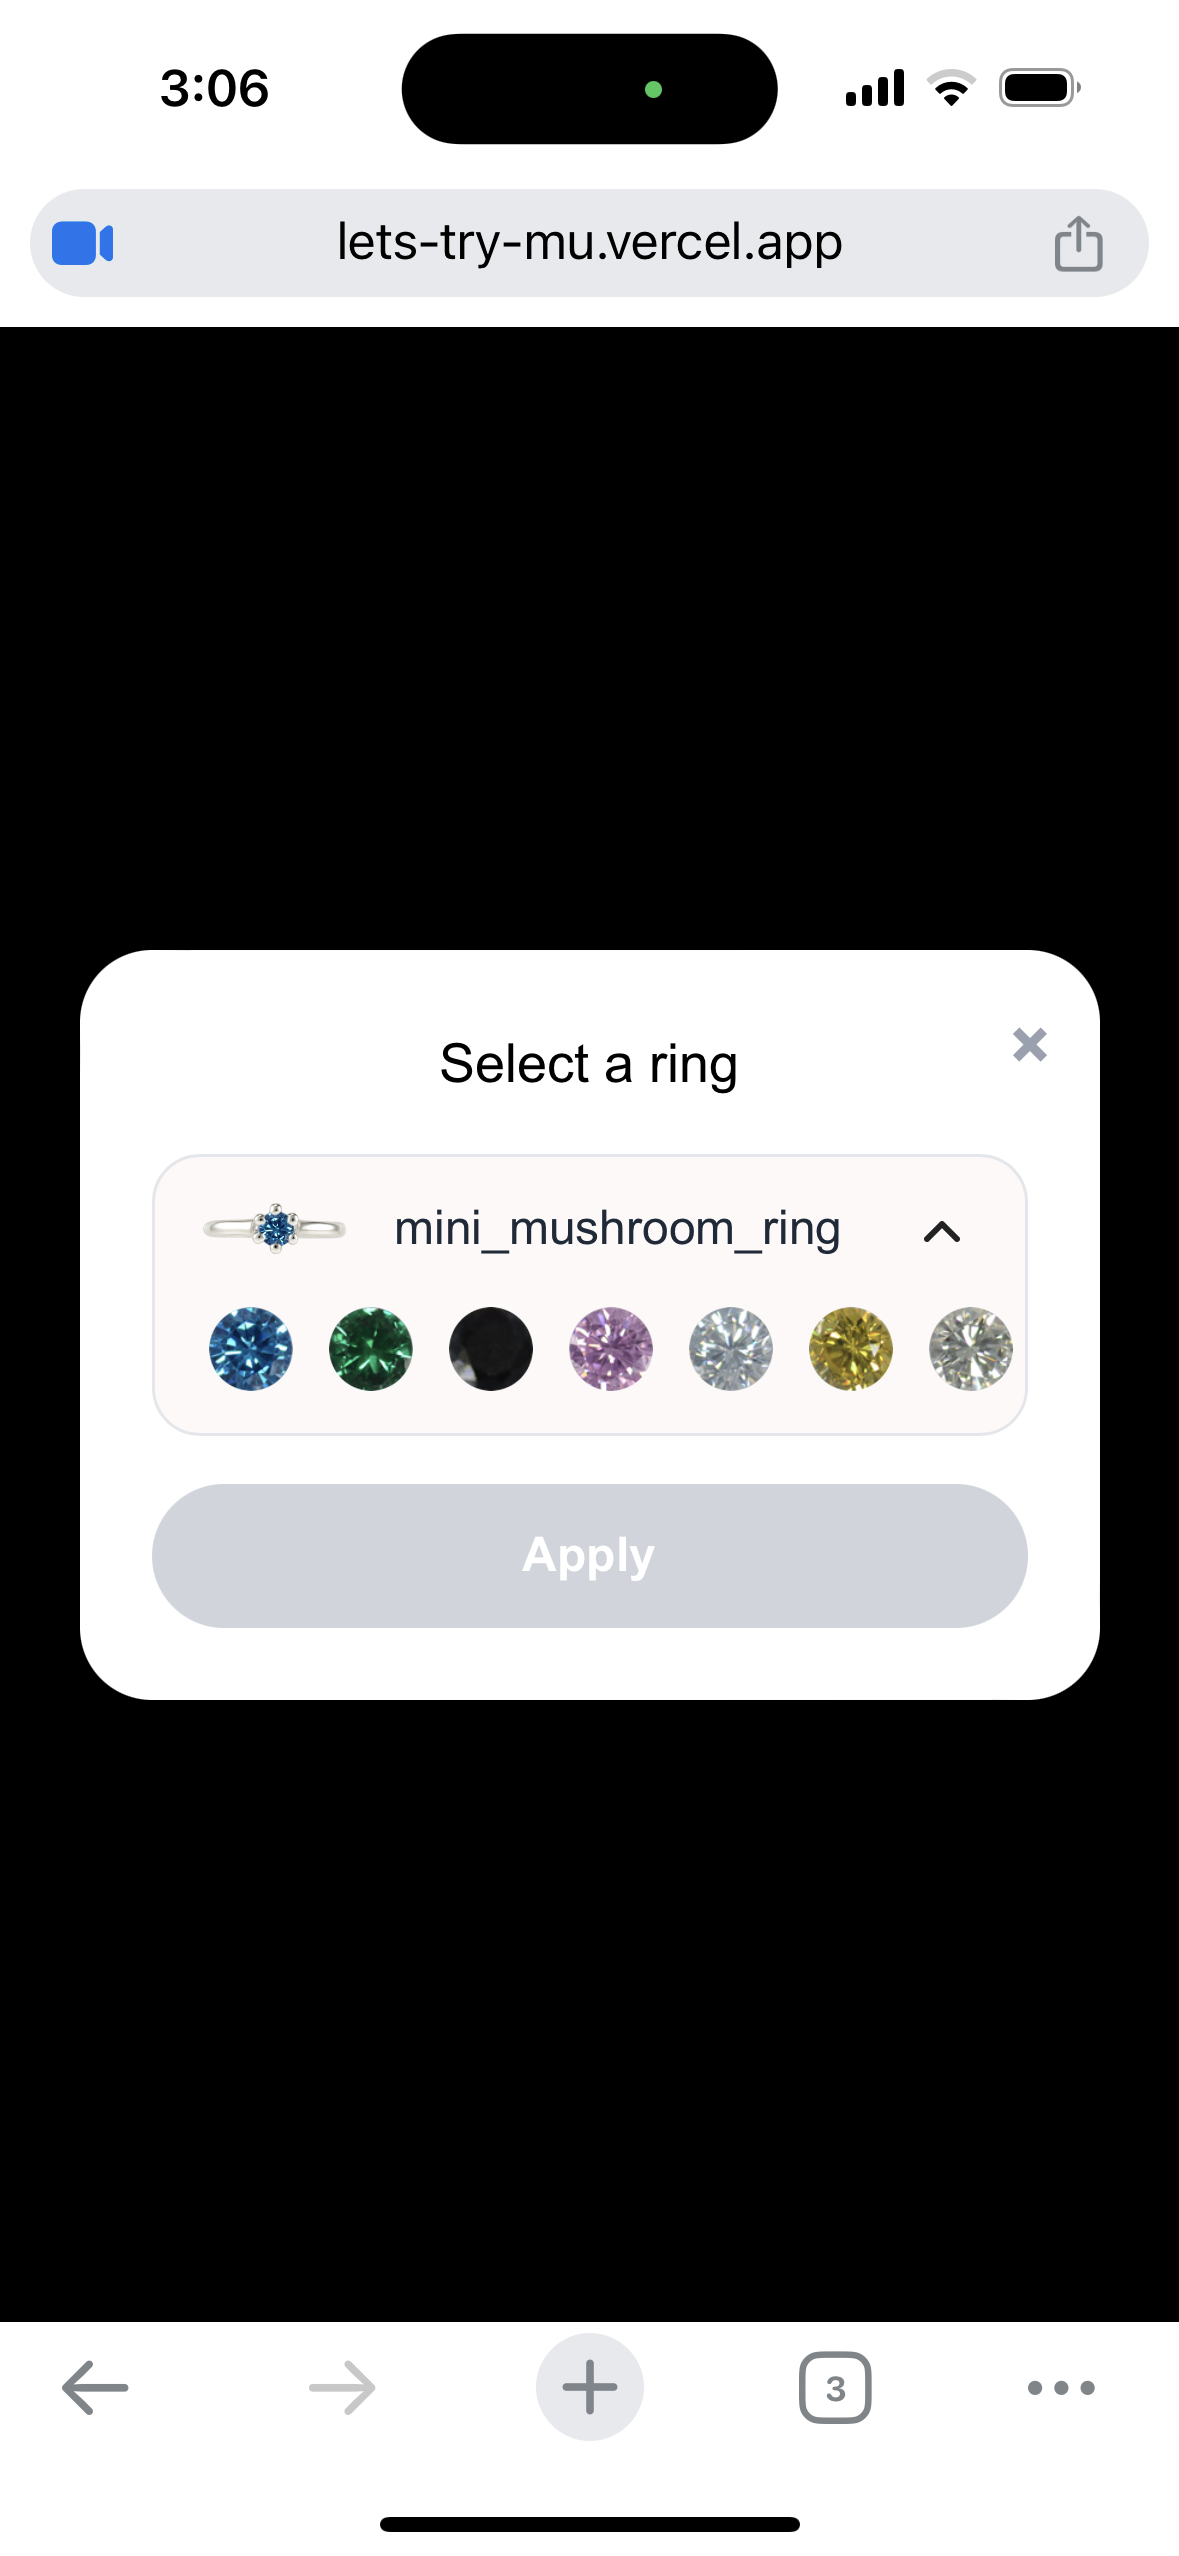 3:06
lets-try-mu.vercel.app
Select a ring
mini_mushroom_ring
Apply
3